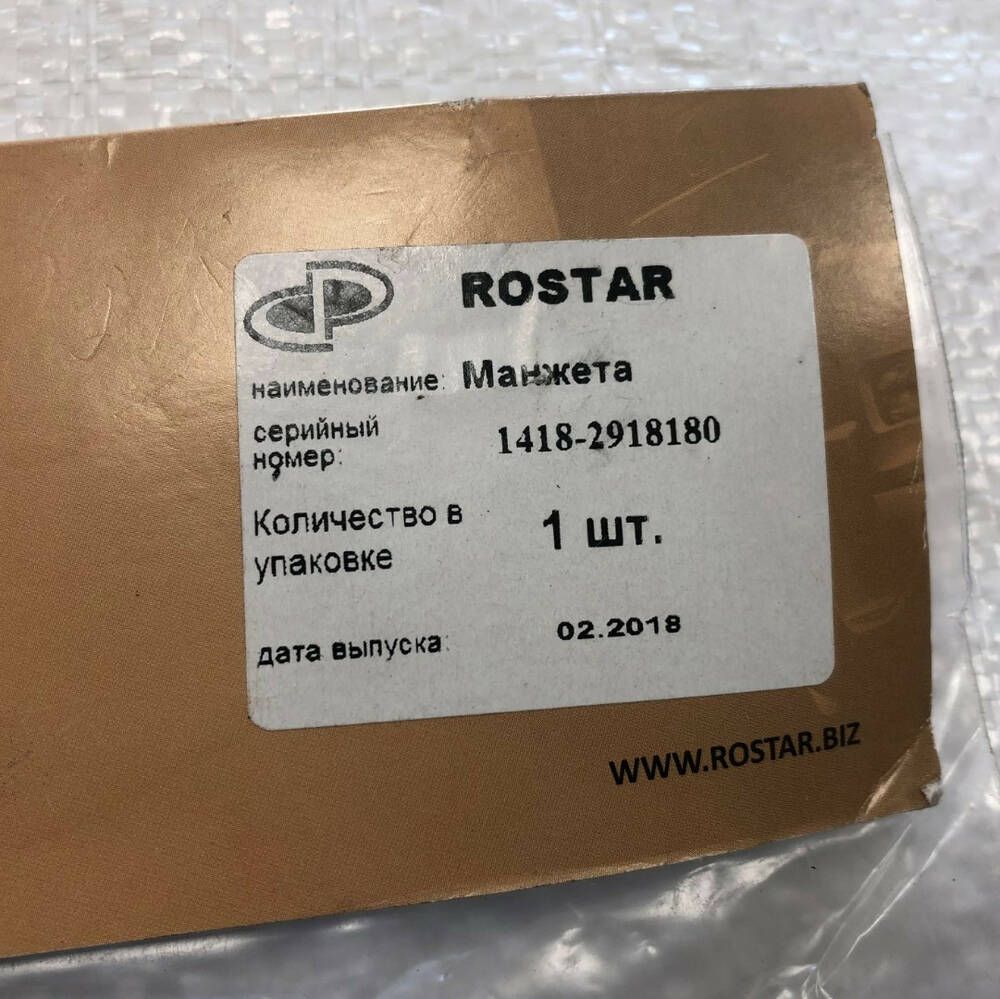 ROSTAR
наименование: Манжета
серийный
номер: 1418-2918180
Количество в
упаковке 1 шт.
дата выпуска: 02.2018
WWW.ROSTAR.BIZ